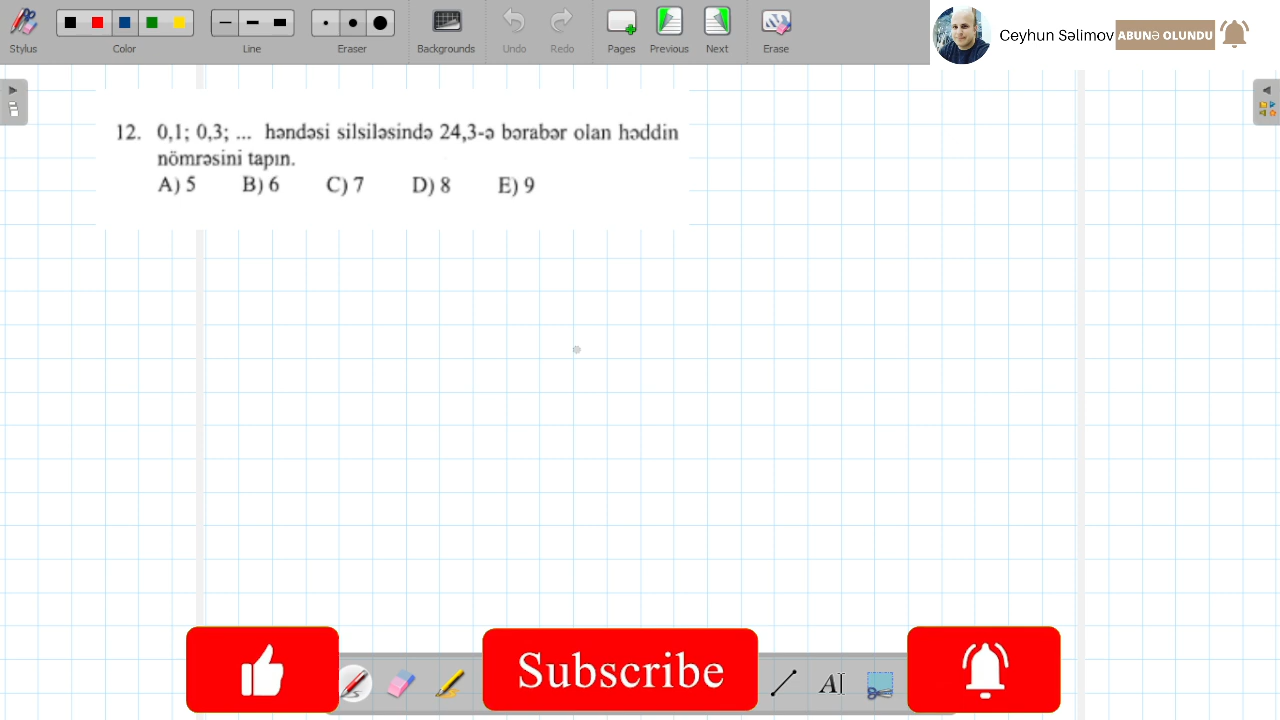 Stylus
Color
Line
Eraser
Backgrounds
Undo
Redo
Pages
Previous
Next
Erase
Ceyhun Səlimov
ABUNƏ OLUNDU
12. 0,1; 0,3; ... həndəsi silsiləsində 24,3-ə bərabər olan həddin
nömrəsini tapın.
A) 5 B) 6 C) 7 D) 8 E) 9
Subscribe
AI